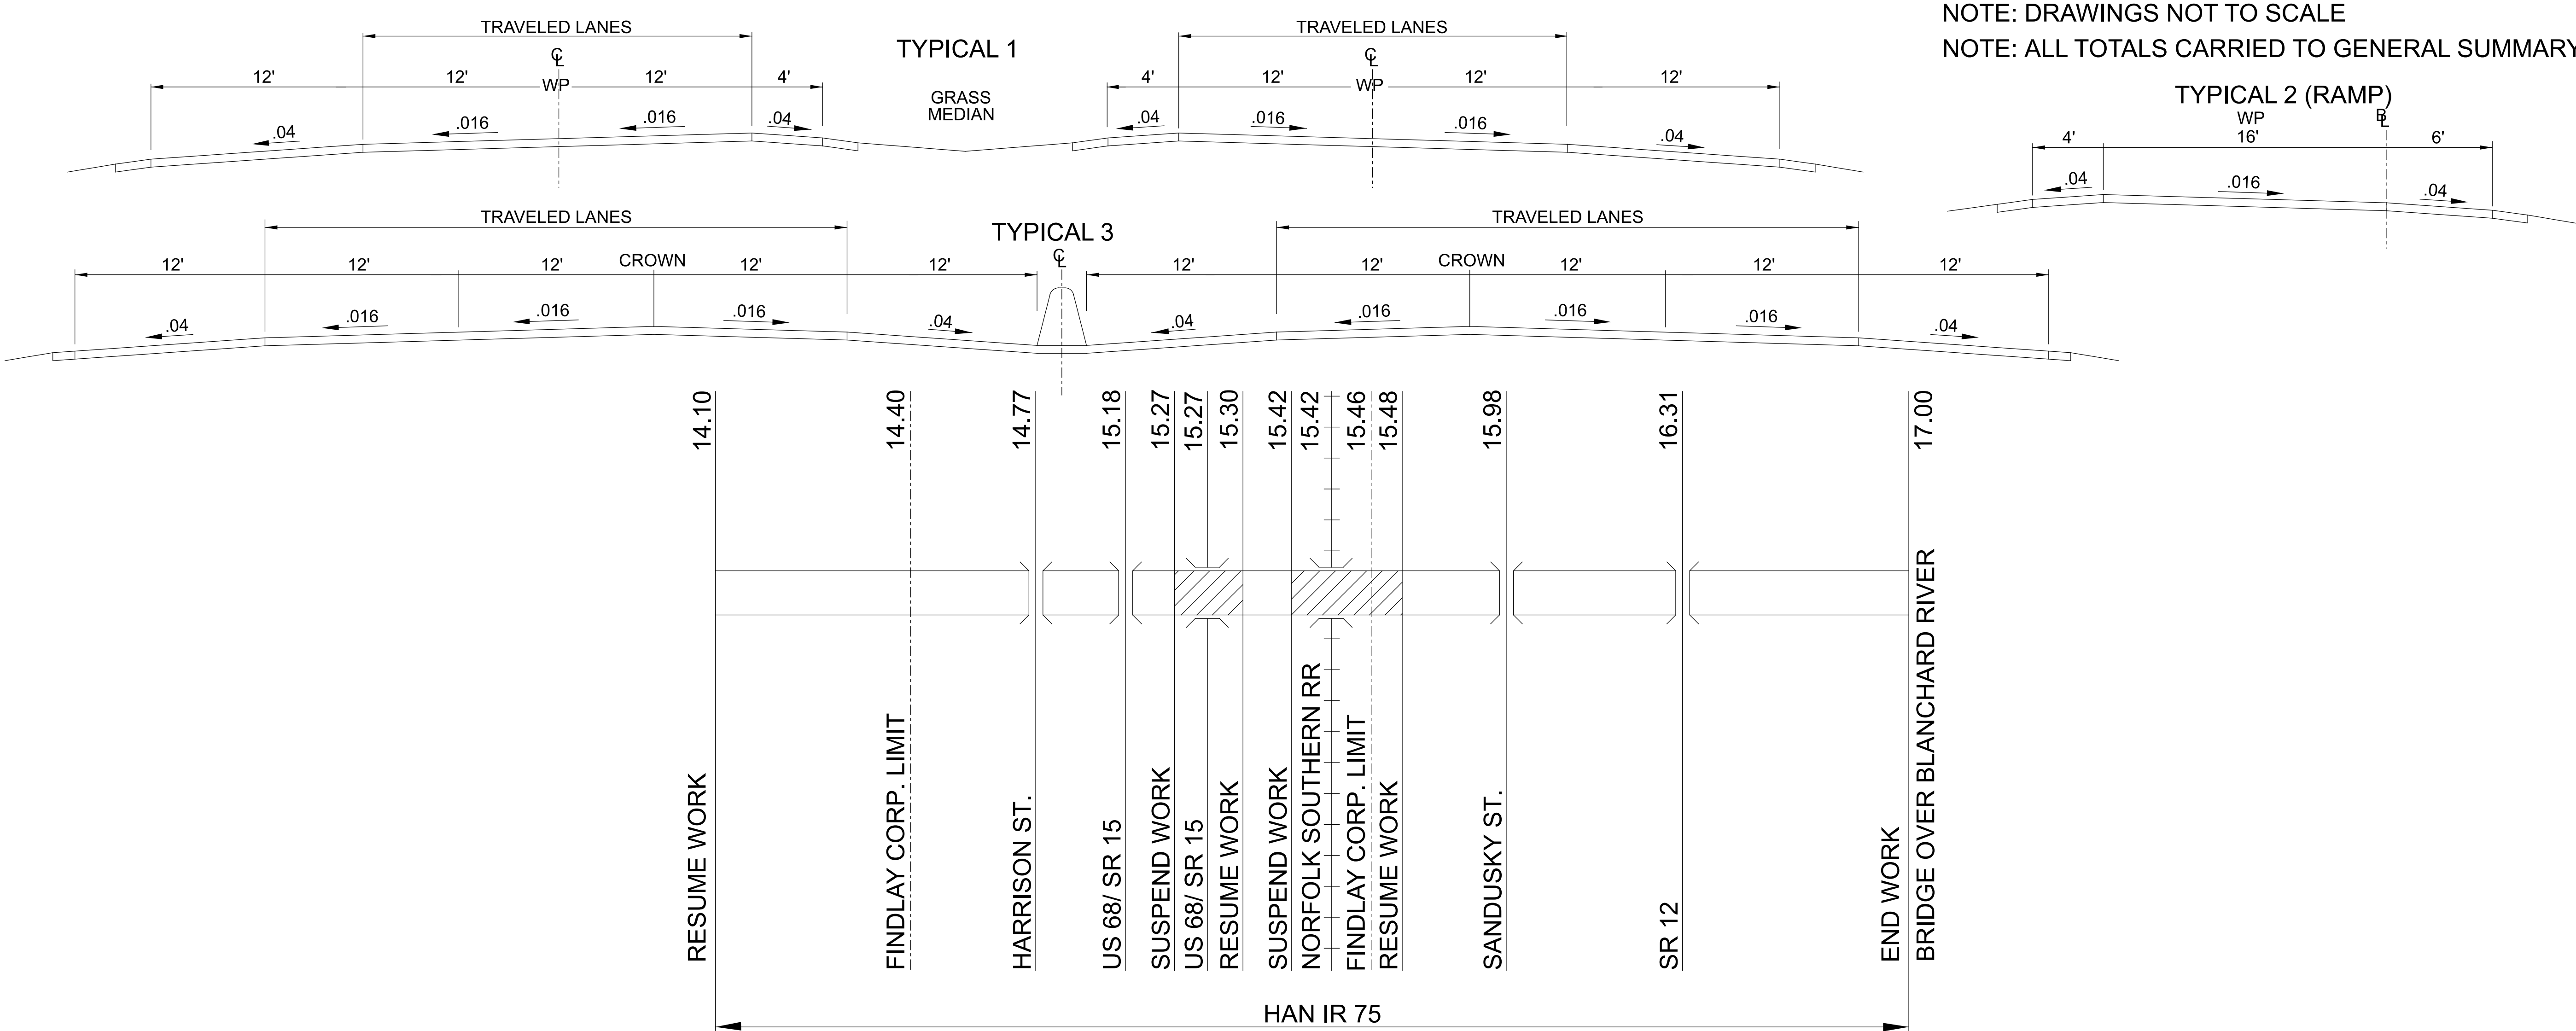 NOTE: DRAWINGS NOT TO SCALE
NOTE: ALL TOTALS CARRIED TO GENERAL SUMMARY
TYPICAL 1
TRAVELED LANES
TRAVELED LANES
℄
℄
12' 12' WP 12' 4'
4' 12' WP 12' 12'
GRASS
MEDIAN
.04 .016 .016 .04
.04 .016 .016 .04
TYPICAL 2 (RAMP)
WP BL
4' 16' 6'
.04 .016 .04
TYPICAL 3
TRAVELED LANES
TRAVELED LANES
℄
12' 12' 12' CROWN 12' 12'
12' 12' CROWN 12' 12' 12'
.04 .016 .016 .016 .04
.04 .016 .016 .016 .04
14.10
RESUME WORK
14.40
FINDLAY CORP. LIMIT
14.77
HARRISON ST.
15.18
US 68/ SR 15
15.27
SUSPEND WORK
15.27
US 68/ SR 15
15.30
RESUME WORK
15.42
SUSPEND WORK
15.42
NORFOLK SOUTHERN RR
15.46
FINDLAY CORP. LIMIT
15.48
RESUME WORK
15.98
SANDUSKY ST.
16.31
SR 12
17.00
END WORK
BRIDGE OVER BLANCHARD RIVER
HAN IR 75